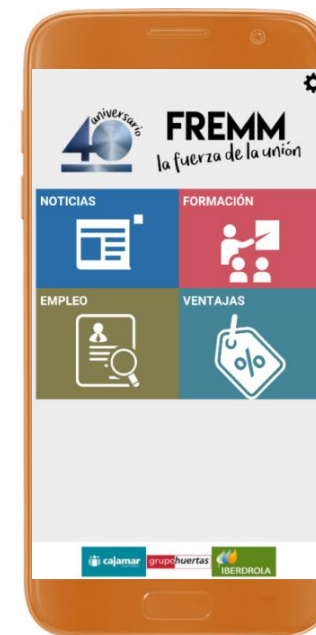 40 aniversario
FREMM
la fuerza de la unión
NOTICIAS
FORMACIÓN
EMPLEO
VENTAJAS
%
cajamar
grupohuertas
IBERDROLA